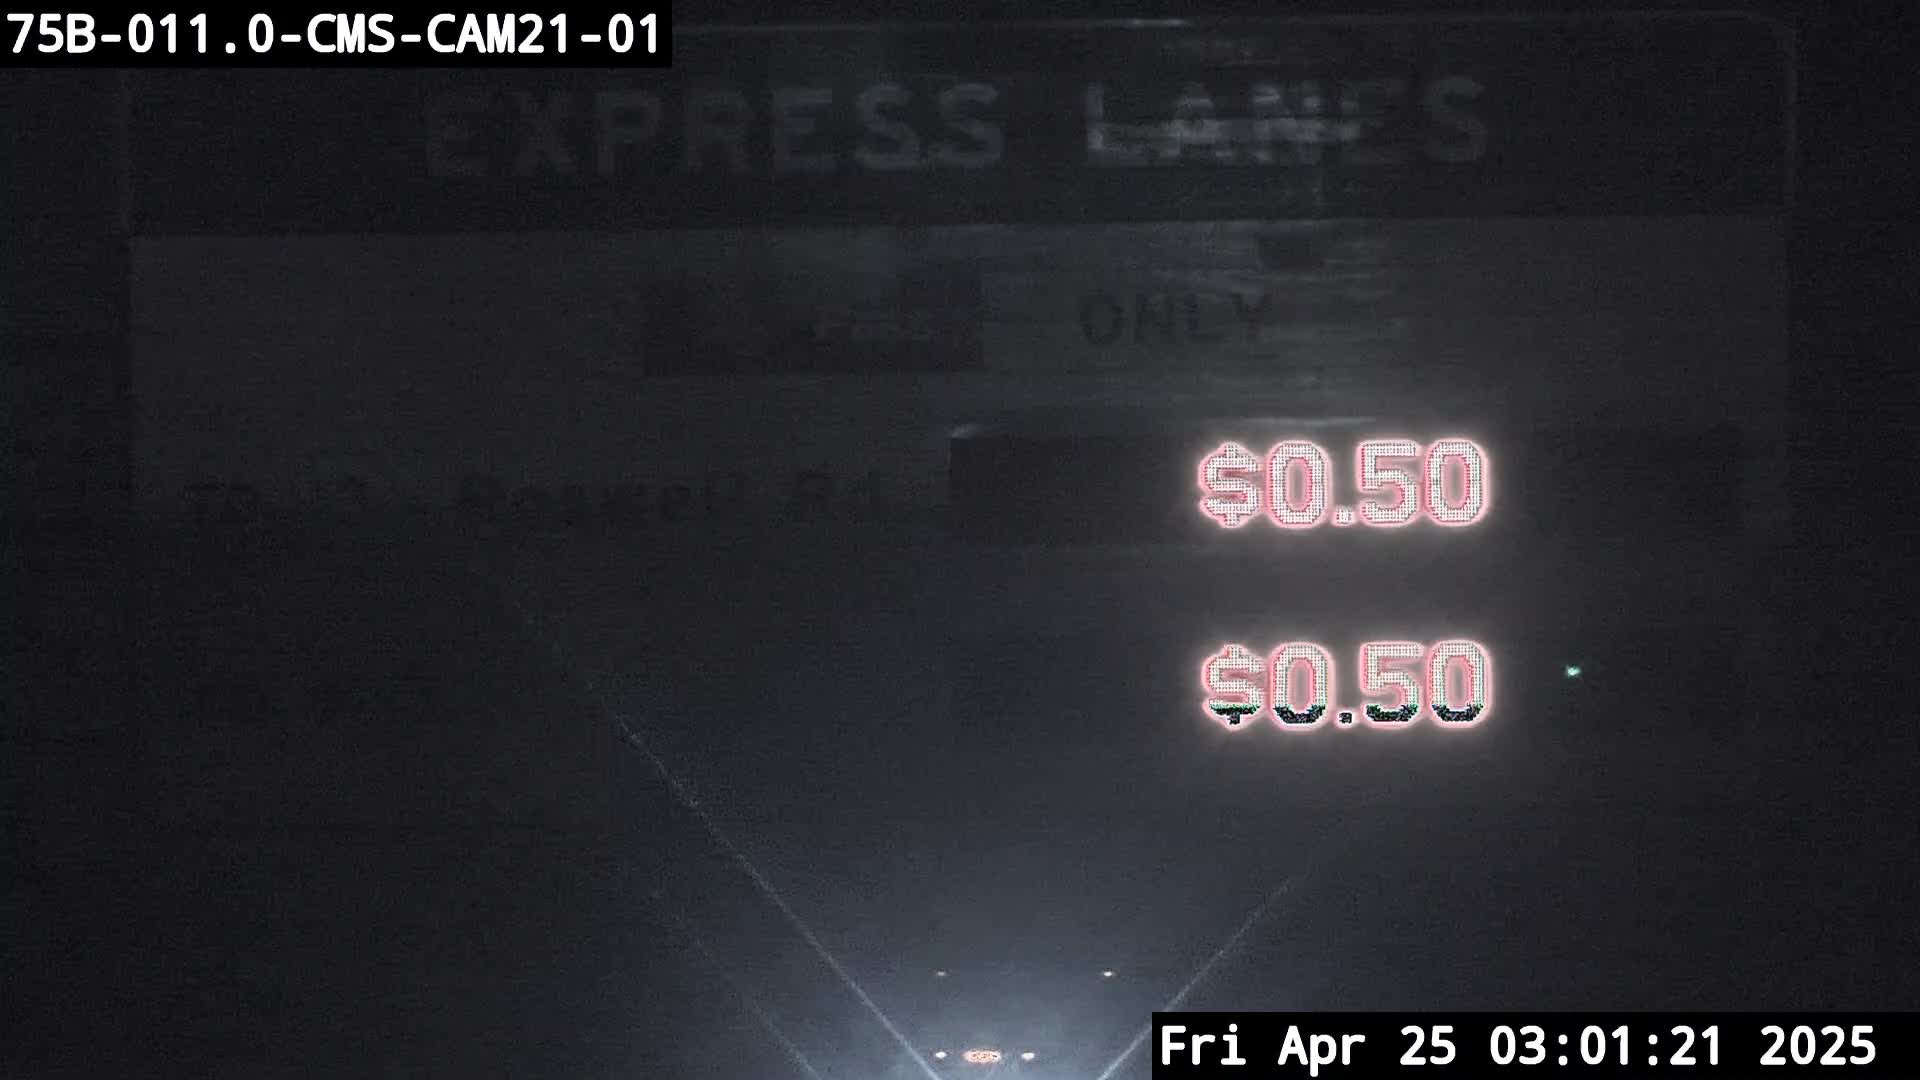 75B-011.0-CMS-CAM21-01
EXPRESS LANES
ONLY
$0.50
$0.50
Fri Apr 25 03:01:21 2025